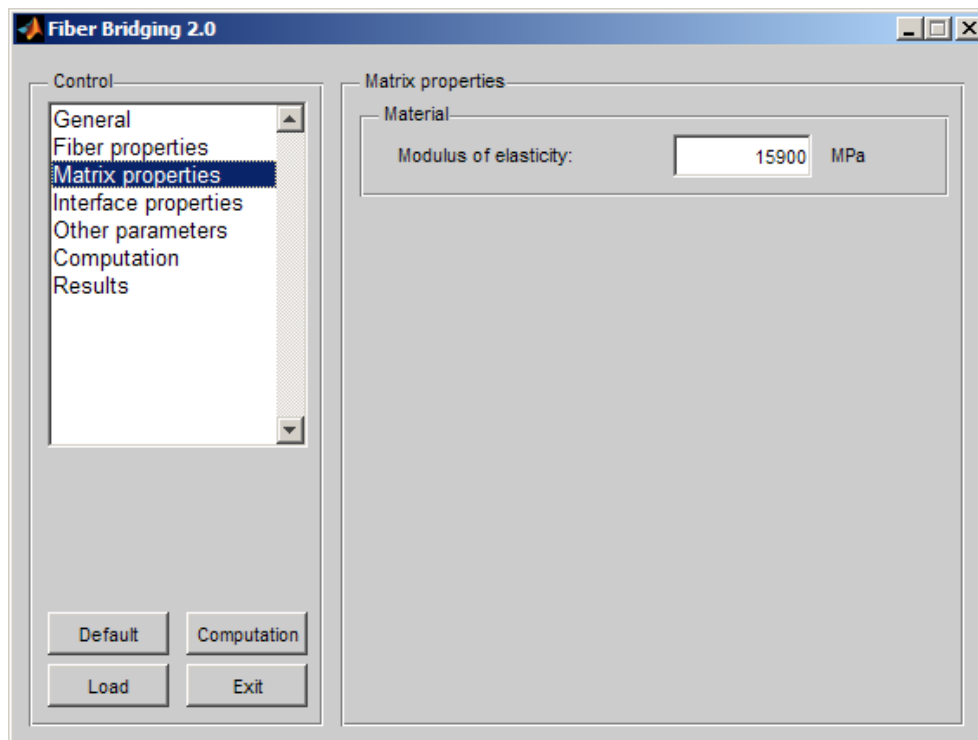 Fiber Bridging 2.0
Control
General
Fiber properties
Matrix properties
Interface properties
Other parameters
Computation
Results
Default
Computation
Load
Exit
Matrix properties
Material
Modulus of elasticity: 15900 MPa